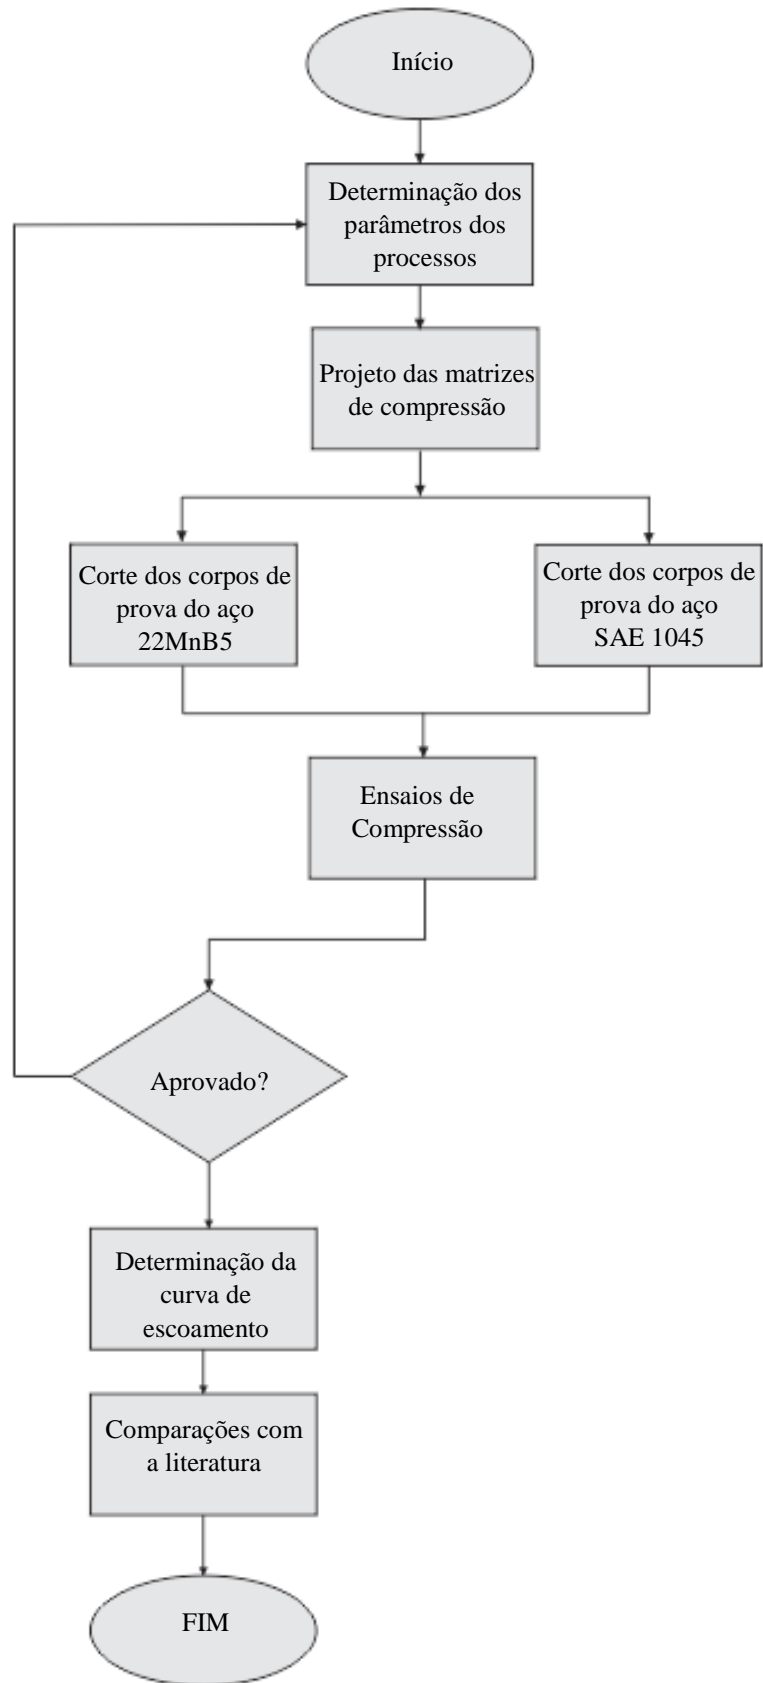 Início
Determinação dos
parâmetros dos
processos
Projeto das matrizes
de compressão
Corte dos corpos de
prova do aço
22MnB5
Corte dos corpos de
prova do aço
SAE 1045
Ensaios de
Compressão
Aprovado?
Determinação da
curva de
escoamento
Comparações com
a literatura
FIM